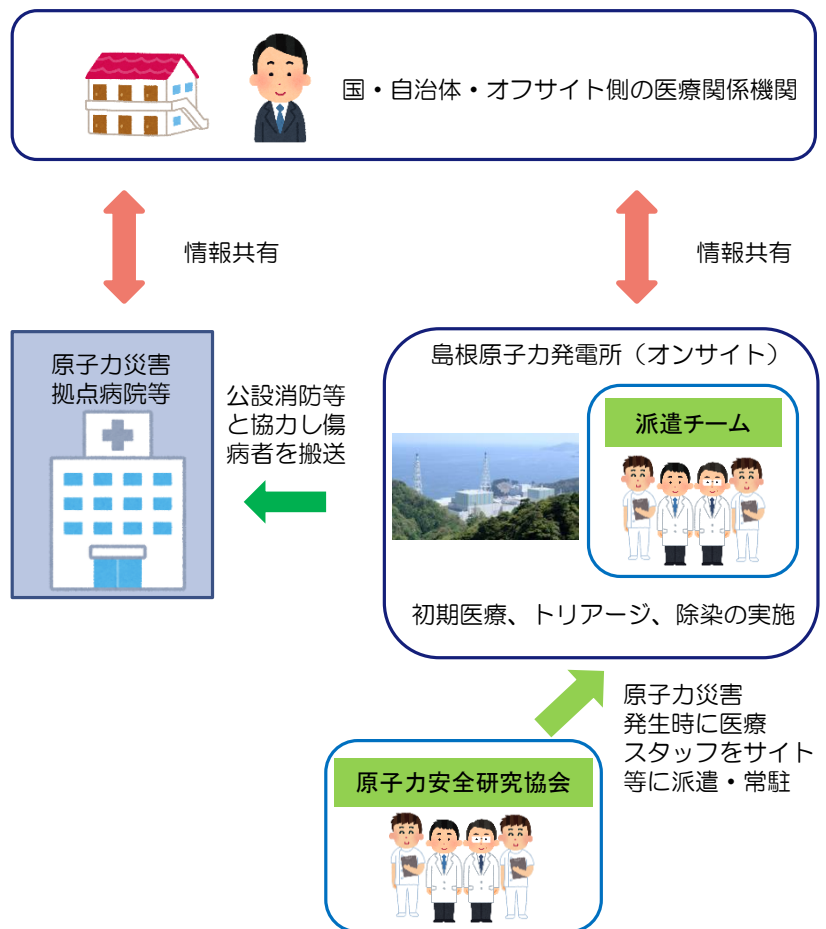 国・自治体・オフサイト側の医療関係機関
情報共有
情報共有
原子力災害
拠点病院等
公設消防等
と協力し傷
病者を搬送
島根原子力発電所（オンサイト）
派遣チーム
初期医療、トリアージ、除染の実施
原子力災害
発生時に医療
スタッフをサイト
等に派遣・常駐
原子力安全研究協会